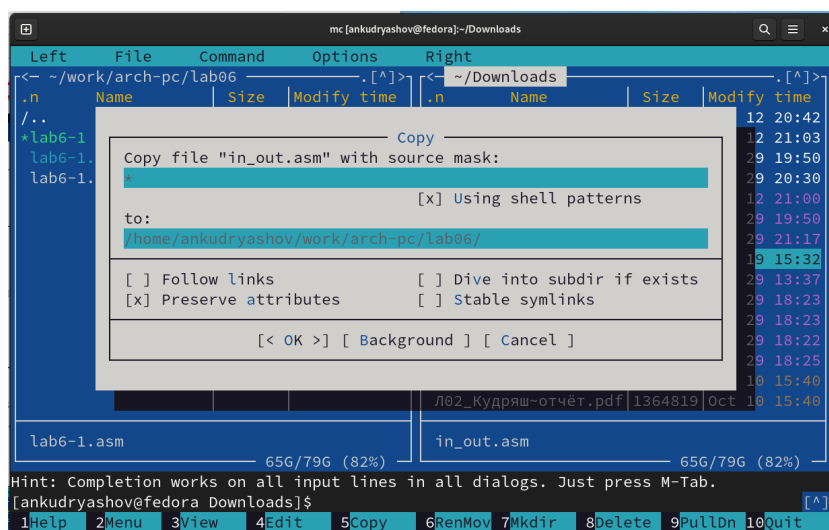 mc [ankudryashov@fedora]:~/Downloads
Left File Command Options Right
<— ~/work/arch-pc/lab06 .[^]> <— ~/Downloads .[^]>
.n Name Size Modify time .n Name Size Modify time
/.. 12 20:42
*lab6-1 12 21:03
lab6-1. 29 19:50
lab6-1. 29 20:30
12 21:00
29 19:50
29 21:17
19 15:32
29 13:37
29 18:23
29 18:23
29 18:22
29 18:25
10 15:40
Л02_Кудряш~отчёт.pdf 1364819 Oct 10 15:40
Copy
Copy file "in_out.asm" with source mask:
*
[x] Using shell patterns
to:
/home/ankudryashov/work/arch-pc/lab06/
[ ] Follow links [ ] Dive into subdir if exists
[x] Preserve attributes [ ] Stable symlinks
[< OK >] [ Background ] [ Cancel ]
lab6-1.asm in_out.asm
65G/79G (82%) 65G/79G (82%)
Hint: Completion works on all input lines in all dialogs. Just press M-Tab.
[ankudryashov@fedora Downloads]$ [^]
1Help 2Menu 3View 4Edit 5Copy 6RenMov 7Mkdir 8Delete 9PullDn 10Quit